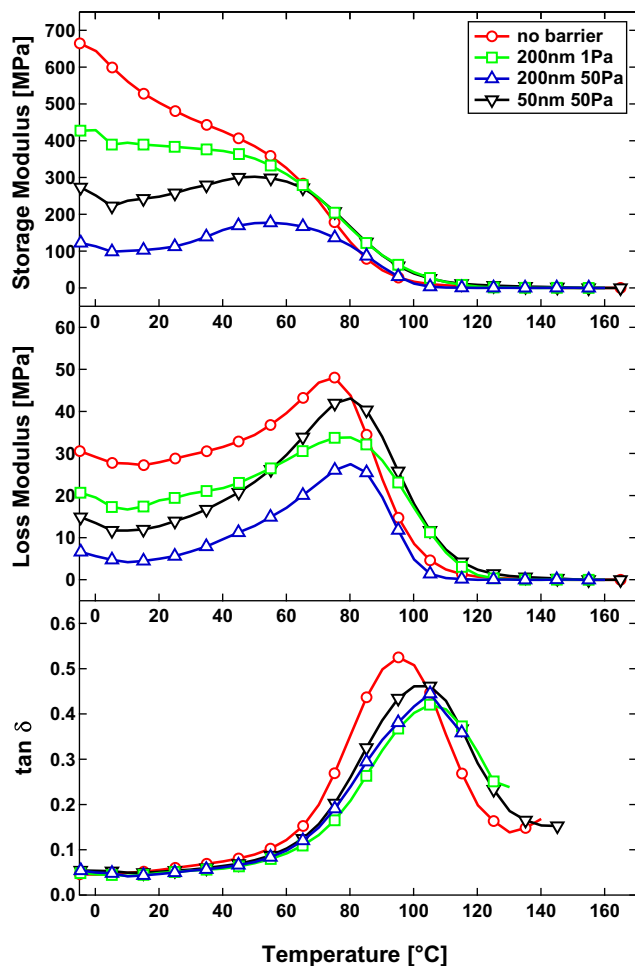 700
600
500
400
300
200
100
0
Storage Modulus [MPa]
no barrier
200nm 1Pa
200nm 50Pa
50nm 50Pa
0 20 40 60 80 100 120 140 160
60
50
40
30
20
10
0
Loss Modulus [MPa]
0 20 40 60 80 100 120 140 160
0.6
0.5
0.4
0.3
0.2
0.1
0.0
tan δ
0 20 40 60 80 100 120 140 160
Temperature [°C]